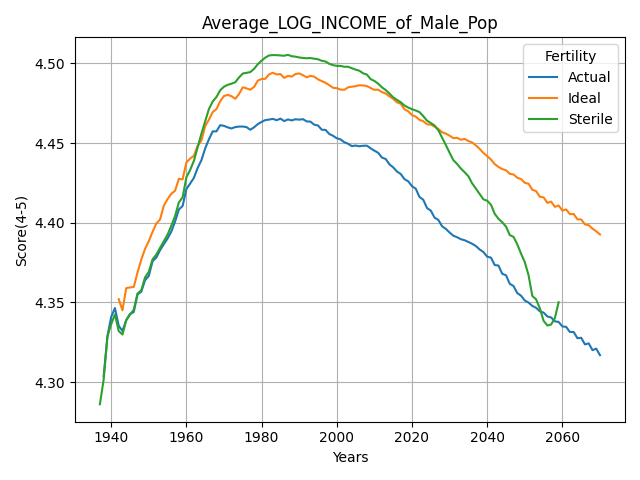 Average_LOG_INCOME_of_Male_Pop
Score(4-5)
4.50
4.45
4.40
4.35
4.30
Fertility
Actual
Ideal
Sterile
1940 1960 1980 2000 2020 2040 2060
Years